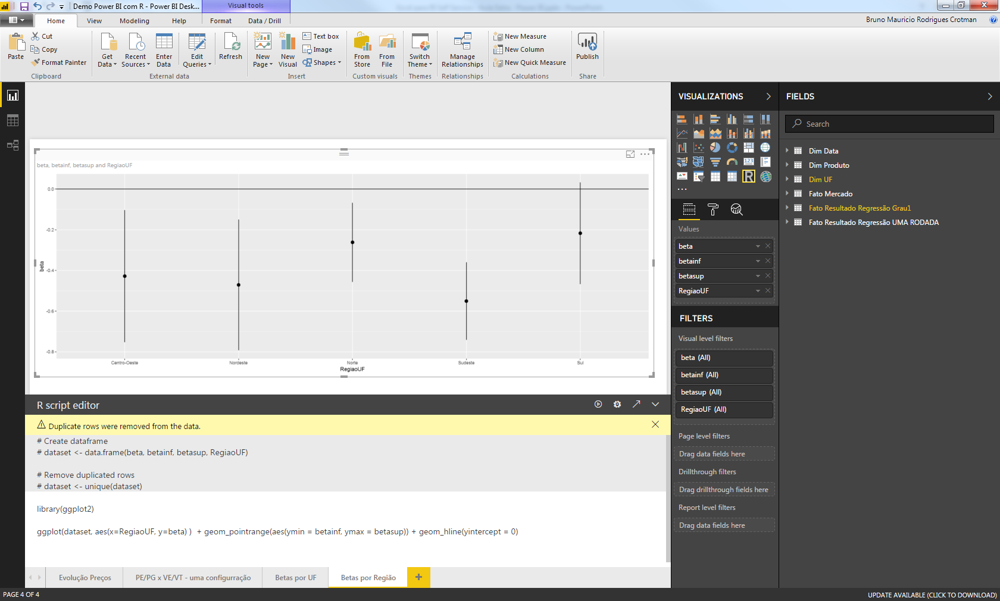 Demo Power BI com R - Power BI Desk...
Visual tools
Home
View
Modeling
Help
Format
Data / Drill
Bruno Mauricio Rodrigues Crotman
Paste
Cut
Copy
Format Painter
Clipboard
Get Data
Recent Sources
Enter Data
Edit Queries
Refresh
External data
New Page
New Visual
Text box
Image
Shapes
Insert
From Store
From File
Custom visuals
Switch Theme
Themes
Manage Relationships
Relationships
New Measure
New Column
New Quick Measure
Calculations
Publish
Share
beta, betainf, betasup and RegiaoUF
0.0
-0.2
-0.4
-0.6
-0.8
beta
Centro-Oeste
Nordeste
Norte
Sudeste
Sul
RegiaoUF
R script editor
Duplicate rows were removed from the data.
# Create dataframe
# dataset <- data.frame(beta, betainf, betasup, RegiaoUF)
# Remove duplicated rows
# dataset <- unique(dataset)
library(ggplot2)
ggplot(dataset, aes(x=RegiaoUF, y=beta) )  + geom_pointrange(aes(ymin = betainf, ymax = betasup)) + geom_hline(yintercept = 0)
Evolução Preços
PE/PG x VE/VT - uma configurração
Betas por UF
Betas por Região
+
PAGE 4 OF 4
UPDATE AVAILABLE (CLICK TO DOWNLOAD)
VISUALIZATIONS
123
R
Values
beta
betainf
betasup
RegiaoUF
FILTERS
Visual level filters
beta (All)
betainf (All)
betasup (All)
RegiaoUF (All)
Page level filters
Drag data fields here
Drillthrough filters
Drag drillthrough fields here
Report level filters
Drag data fields here
FIELDS
Search
Dim Data
Dim Produto
Dim UF
Fato Mercado
Fato Resultado Regressão Grau1
Fato Resultado Regressão UMA RODADA